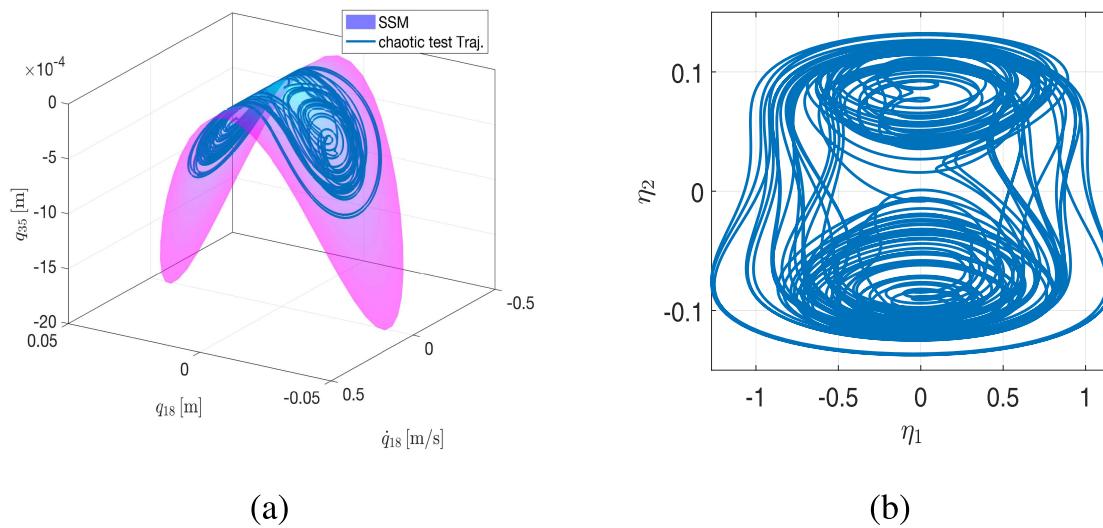 SSM
chaotic test Traj.
×10⁻⁴
0
-5
-10
-15
-20
q₃₅ [m]
0.05
0
-0.05
q₁₈ [m]
0.5
0
-0.5
q̇₁₈ [m/s]
(a)
0.1
0
-0.1
η₂
-1
-0.5
0
0.5
1
η₁
(b)